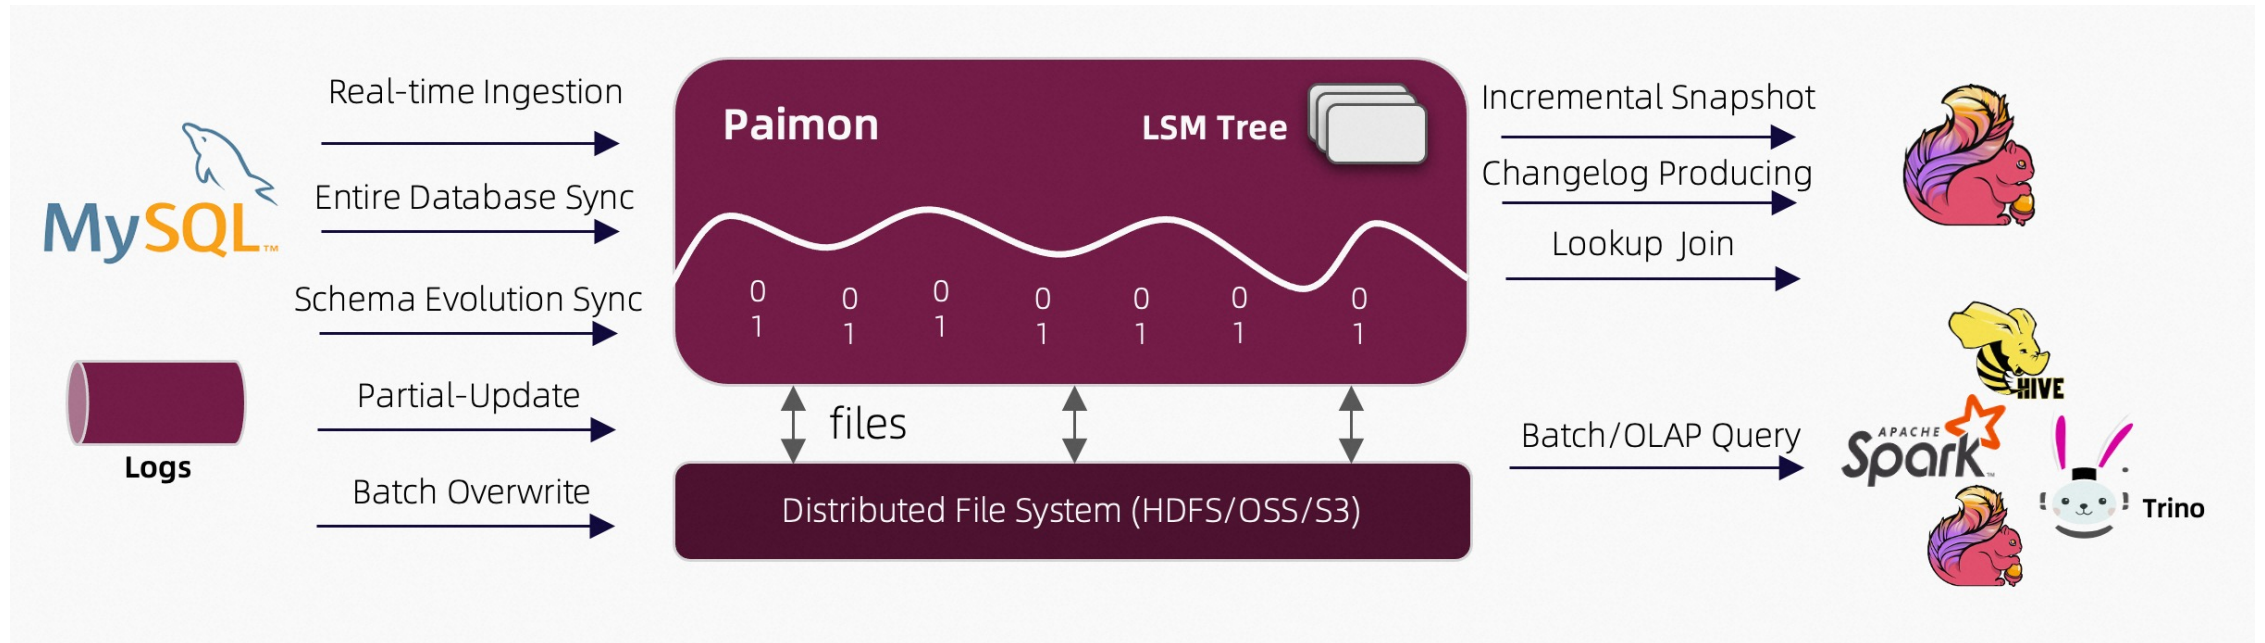 MySQL™
Logs
Real-time Ingestion
Entire Database Sync
Schema Evolution Sync
Partial-Update
Batch Overwrite
Paimon
LSM Tree
0 0 0 0 0 0 0
1 1 1 1 1 1 1
files
Distributed File System (HDFS/OSS/S3)
Incremental Snapshot
Changelog Producing
Lookup Join
Batch/OLAP Query
HIVE
APACHE
Spark™
Trino